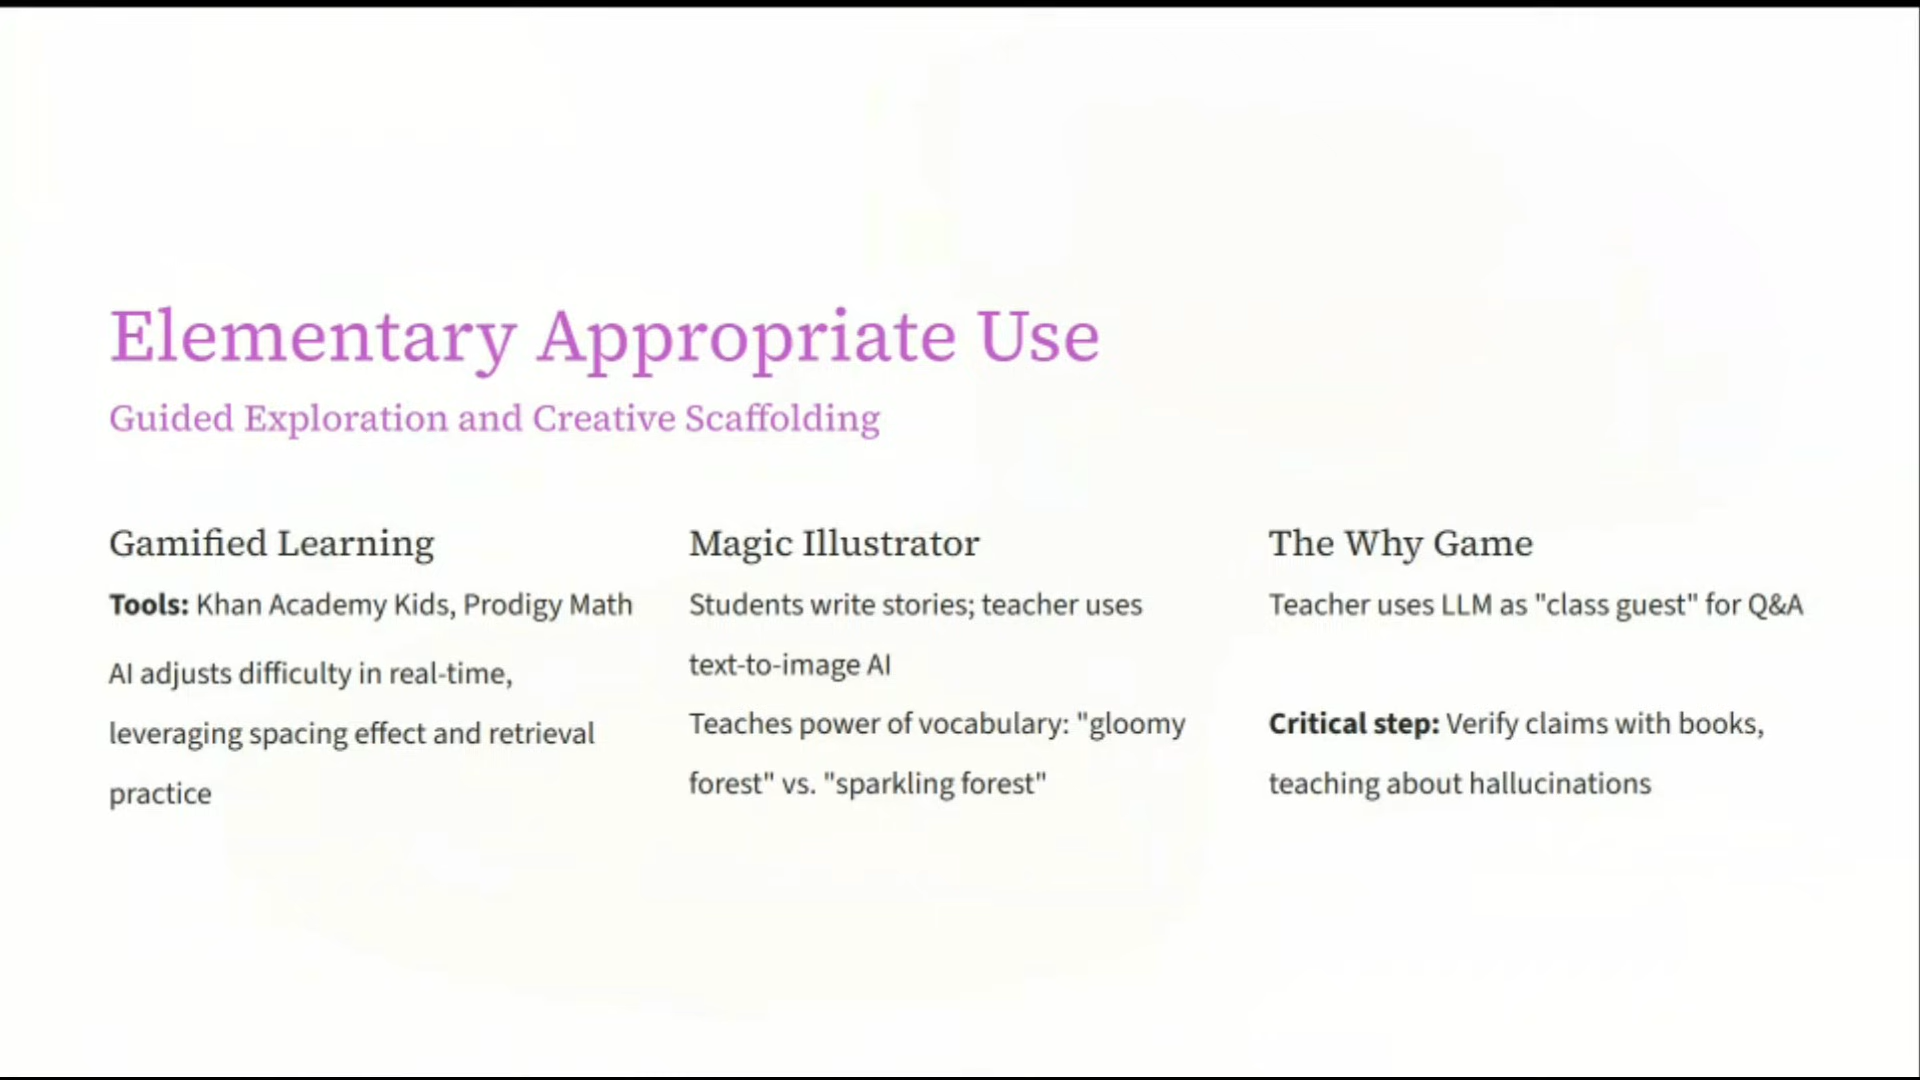 Elementary Appropriate Use
Guided Exploration and Creative Scaffolding
Gamified Learning
Tools: Khan Academy Kids, Prodigy Math
AI adjusts difficulty in real-time,
leveraging spacing effect and retrieval
practice
Magic Illustrator
Students write stories; teacher uses
text-to-image AI
Teaches power of vocabulary: "gloomy
forest" vs. "sparkling forest"
The Why Game
Teacher uses LLM as "class guest" for Q&A
Critical step: Verify claims with books,
teaching about hallucinations